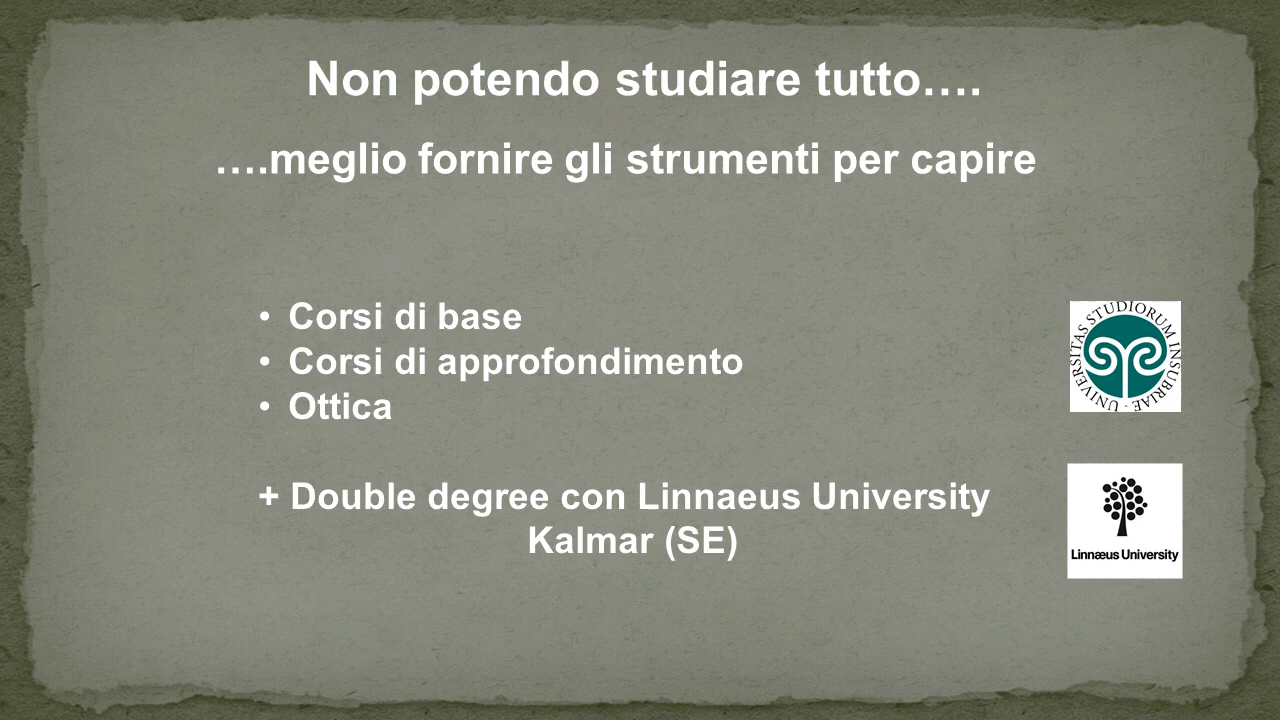 Non potendo studiare tutto….
….meglio fornire gli strumenti per capire
• Corsi di base
• Corsi di approfondimento
• Ottica
UNIVERSITAS STUDIORUM INSUBRIAE
+ Double degree con Linnaeus University
Kalmar (SE)
Linnæus University